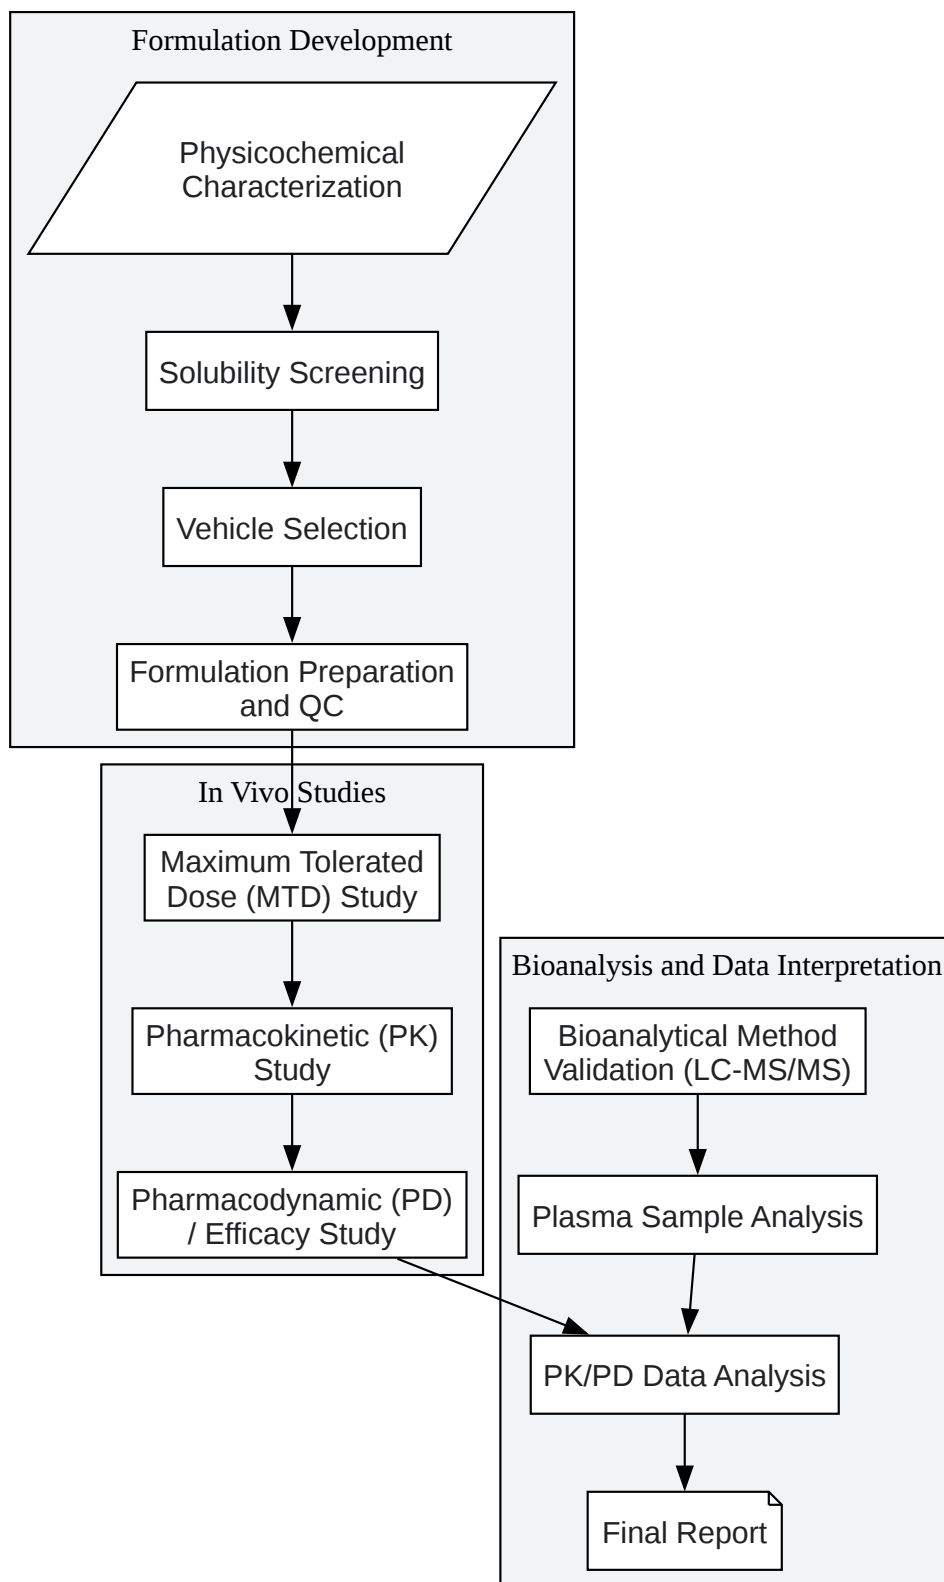 Formulation Development
Physicochemical
Characterization
Solubility Screening
Vehicle Selection
Formulation Preparation
and QC
In Vivo Studies
Maximum Tolerated
Dose (MTD) Study
Pharmacokinetic (PK)
Study
Pharmacodynamic (PD)
/ Efficacy Study
Bioanalysis and Data Interpretation
Bioanalytical Method
Validation (LC-MS/MS)
Plasma Sample Analysis
PK/PD Data Analysis
Final Report